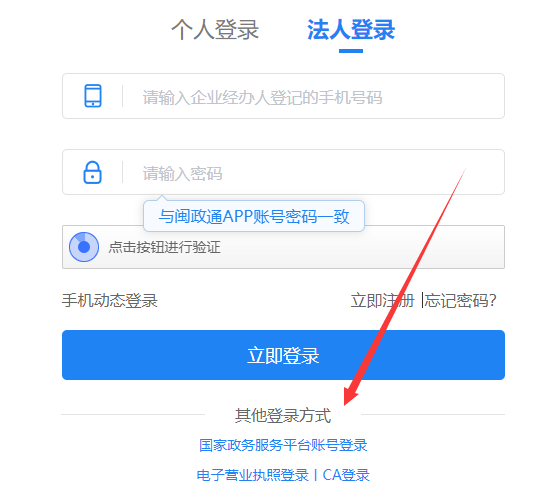 个人登录 法人登录
请输入企业经办人登记的手机号码
请输入密码
与闽政通APP账号密码一致
点击按钮进行验证
手机动态登录 立即注册 |忘记密码?
立即登录
其他登录方式
国家政务服务平台账号登录
电子营业执照登录 | CA登录